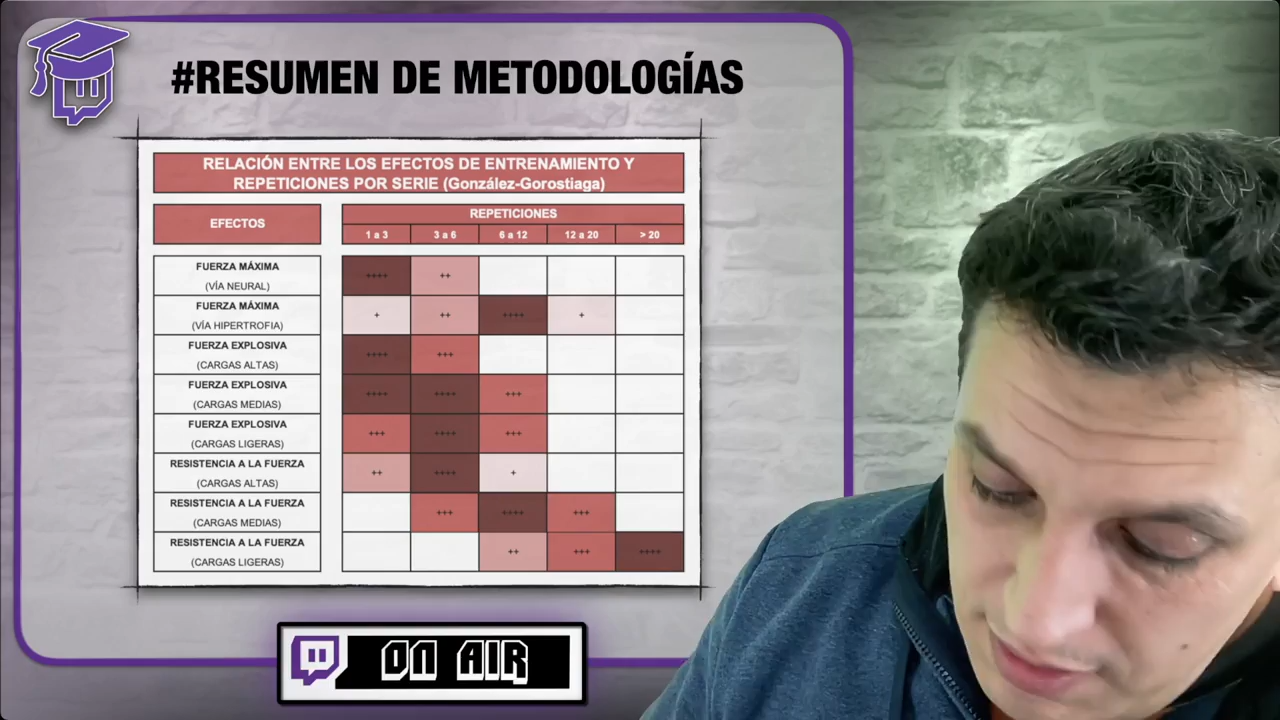 #RESUMEN DE METODOLOGÍAS
RELACIÓN ENTRE LOS EFECTOS DE ENTRENAMIENTO Y
REPETICIONES POR SERIE (González-Gorostiaga)
EFECTOS
REPETICIONES
1 a 3 3 a 6 6 a 12 12 a 20 > 20
FUERZA MÁXIMA
(VÍA NEURAL)
++++ ++
FUERZA MÁXIMA
(VÍA HIPERTROFIA)
+ ++ ++++ +
FUERZA EXPLOSIVA
(CARGAS ALTAS)
++++ +++
FUERZA EXPLOSIVA
(CARGAS MEDIAS)
++++ ++++ +++
FUERZA EXPLOSIVA
(CARGAS LIGERAS)
+++ ++++ +++
RESISTENCIA A LA FUERZA
(CARGAS ALTAS)
++ ++++ +
RESISTENCIA A LA FUERZA
(CARGAS MEDIAS)
+++ ++++ +++
RESISTENCIA A LA FUERZA
(CARGAS LIGERAS)
++ +++ ++++
ON AIR